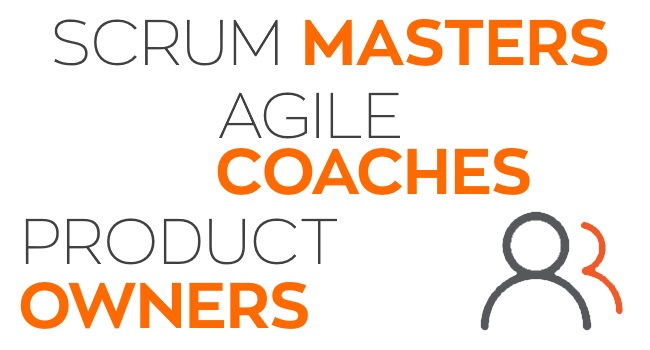 SCRUM MASTERS
AGILE
COACHES
PRODUCT
OWNERS